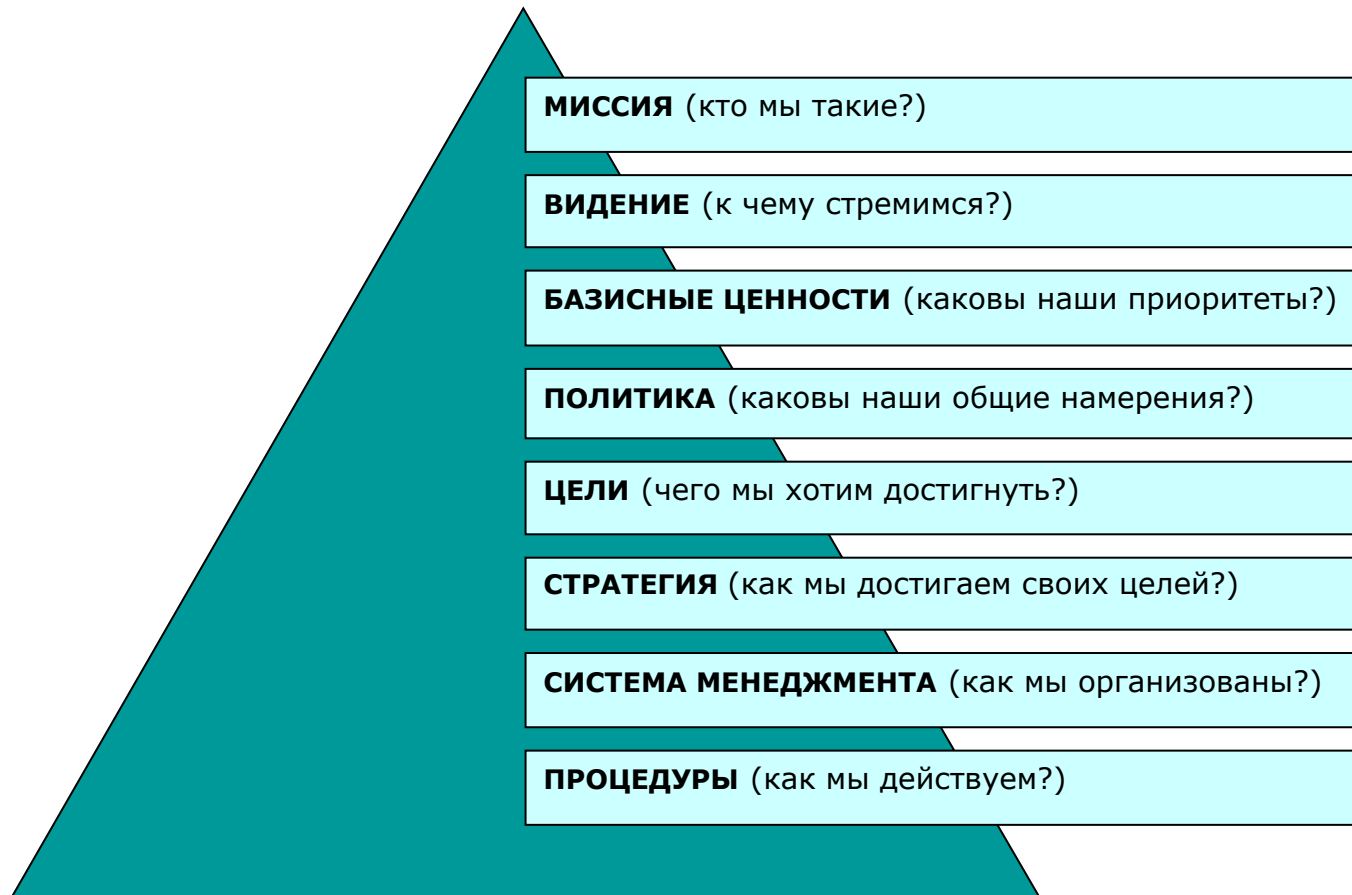 МИССИЯ (кто мы такие?)
ВИДЕНИЕ (к чему стремимся?)
БАЗИСНЫЕ ЦЕННОСТИ (каковы наши приоритеты?)
ПОЛИТИКА (каковы наши общие намерения?)
ЦЕЛИ (чего мы хотим достигнуть?)
СТРАТЕГИЯ (как мы достигаем своих целей?)
СИСТЕМА МЕНЕДЖМЕНТА (как мы организованы?)
ПРОЦЕДУРЫ (как мы действуем?)